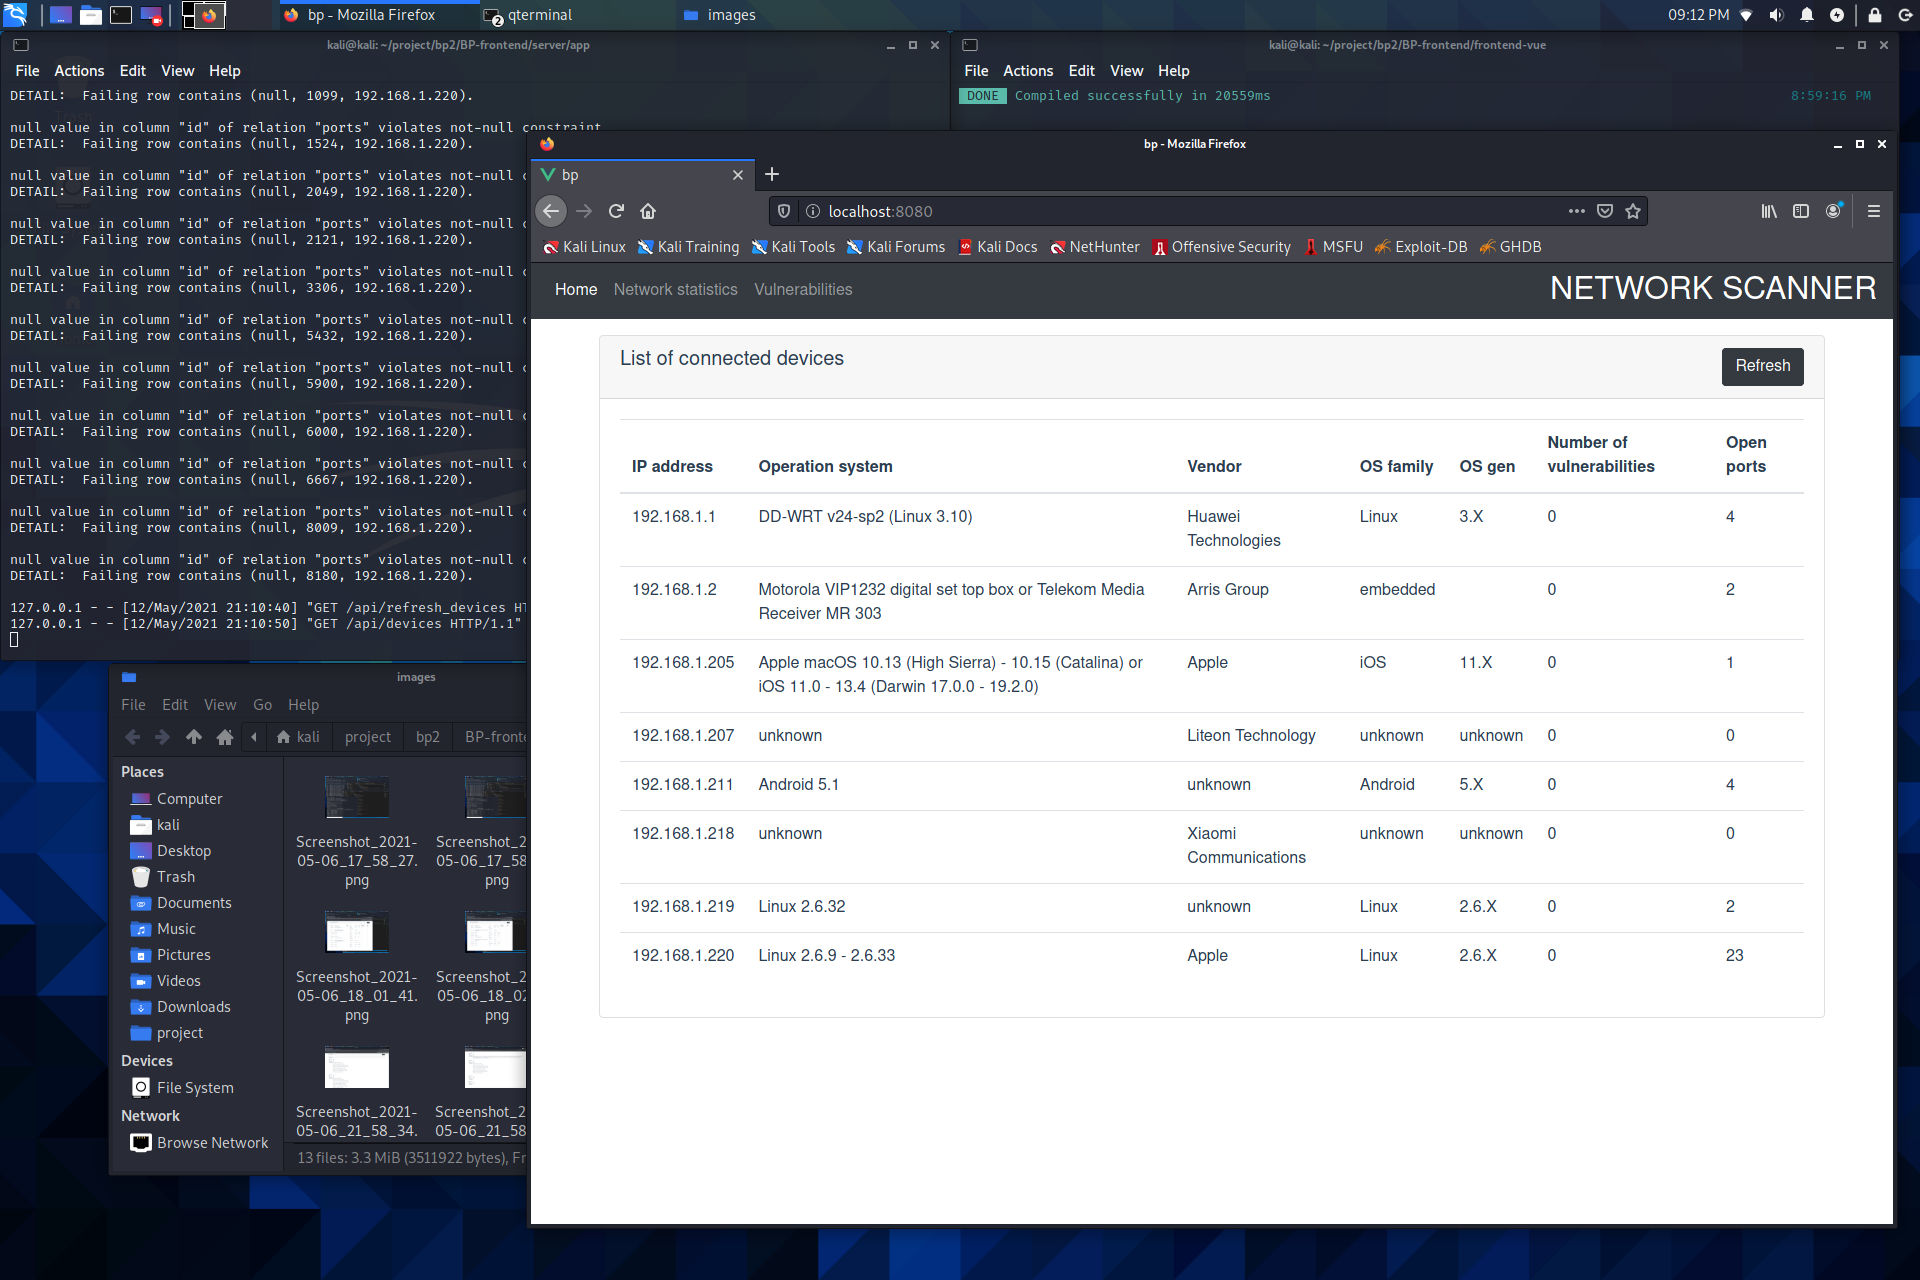 bp - Mozilla Firefox
2
qterminal
images
09:12 PM
kali@kali: ~/project/bp2/BP-frontend/server/app
File Actions Edit View Help
DETAIL:  Failing row contains (null, 1099, 192.168.1.220).
null value in column "id" of relation "ports" violates not-null constraint
DETAIL:  Failing row contains (null, 1524, 192.168.1.220).
null value in column "id" of relation "ports" violates not-null
DETAIL:  Failing row contains (null, 2049, 192.168.1.220).
null value in column "id" of relation "ports" violates not-null
DETAIL:  Failing row contains (null, 2121, 192.168.1.220).
null value in column "id" of relation "ports" violates not-null
DETAIL:  Failing row contains (null, 3306, 192.168.1.220).
null value in column "id" of relation "ports" violates not-null
DETAIL:  Failing row contains (null, 5432, 192.168.1.220).
null value in column "id" of relation "ports" violates not-null
DETAIL:  Failing row contains (null, 5900, 192.168.1.220).
null value in column "id" of relation "ports" violates not-null
DETAIL:  Failing row contains (null, 6000, 192.168.1.220).
null value in column "id" of relation "ports" violates not-null
DETAIL:  Failing row contains (null, 6667, 192.168.1.220).
null value in column "id" of relation "ports" violates not-null
DETAIL:  Failing row contains (null, 8009, 192.168.1.220).
null value in column "id" of relation "ports" violates not-null
DETAIL:  Failing row contains (null, 8180, 192.168.1.220).
127.0.0.1 - - [12/May/2021 21:10:40] "GET /api/refresh_devices HT
127.0.0.1 - - [12/May/2021 21:10:50] "GET /api/devices HTTP/1.1"
kali@kali: ~/project/bp2/BP-frontend/frontend-vue
File Actions Edit View Help
DONE Compiled successfully in 20559ms 8:59:16 PM
bp - Mozilla Firefox
bp
localhost:8080
Kali Linux Kali Training Kali Tools Kali Forums Kali Docs NetHunter Offensive Security MSFU Exploit-DB GHDB
Home Network statistics Vulnerabilities NETWORK SCANNER
List of connected devices
Refresh
IP address Operation system Vendor OS family OS gen Number of vulnerabilities Open ports
192.168.1.1 DD-WRT v24-sp2 (Linux 3.10) Huawei Technologies Linux 3.X 0 4
192.168.1.2 Motorola VIP1232 digital set top box or Telekom Media Receiver MR 303 Arris Group embedded 0 2
192.168.1.205 Apple macOS 10.13 (High Sierra) - 10.15 (Catalina) or iOS 11.0 - 13.4 (Darwin 17.0.0 - 19.2.0) Apple iOS 11.X 0 1
192.168.1.207 unknown Liteon Technology unknown unknown 0 0
192.168.1.211 Android 5.1 unknown Android 5.X 0 4
192.168.1.218 unknown Xiaomi Communications unknown unknown 0 0
192.168.1.219 Linux 2.6.32 unknown Linux 2.6.X 0 2
192.168.1.220 Linux 2.6.9 - 2.6.33 Apple Linux 2.6.X 0 23
images
File Edit View Go Help
kali project bp2 BP-fronte
Places
Computer
kali
Desktop
Trash
Documents
Music
Pictures
Videos
Downloads
project
Devices
File System
Network
Browse Network
Screenshot_2021- Screenshot_2
05-06_17_58_27. 05-06_17_58
png png
Screenshot_2021- Screenshot_2
05-06_18_01_41. 05-06_18_02
png png
Screenshot_2021- Screenshot_2
05-06_21_58_34. 05-06_21_58
13 files: 3.3 MiB (3511922 bytes), Fr